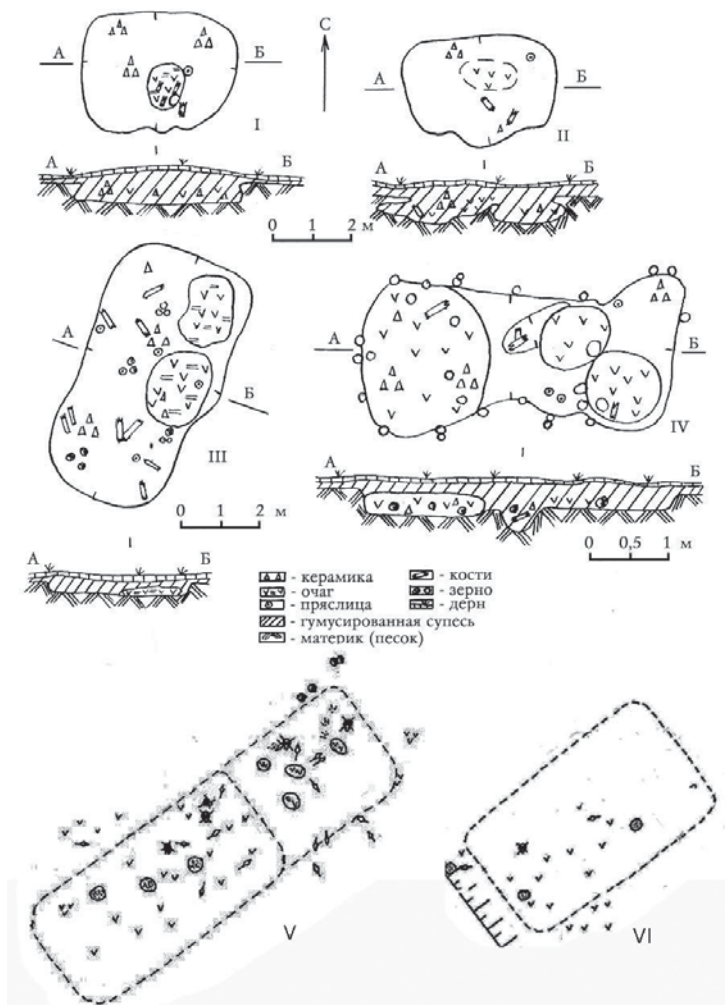 С
А
Б
I
А
Б
II
А
Б
А
Б
0 1 2 м
А
Б
III
0 1 2 м
А
Б
IV
А
Б
0 0,5 1 м
А
Б
- керамика
- очаг
- пряслица
- гумусированная супесь
- материк (песок)
- кости
- зерно
- дерн
V
VI